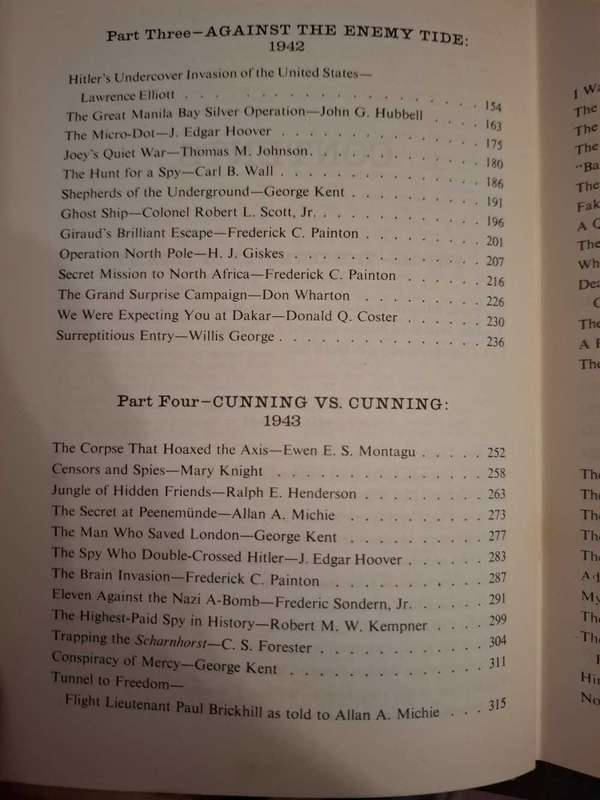 Part Three—AGAINST THE ENEMY TIDE:
1942
Hitler's Undercover Invasion of the United States—
Lawrence Elliott . . . . . . . . . . . . . . . 154
The Great Manila Bay Silver Operation—John G. Hubbell . . . . 163
The Micro-Dot—J. Edgar Hoover . . . . . . . . . . . . 175
Joey's Quiet War—Thomas M. Johnson . . . . . . . . . . 180
The Hunt for a Spy—Carl B. Wall . . . . . . . . . . . . 186
Shepherds of the Underground—George Kent . . . . . . . . 191
Ghost Ship—Colonel Robert L. Scott, Jr. . . . . . . . . . . 196
Giraud's Brilliant Escape—Frederick C. Painton . . . . . . . 201
Operation North Pole—H. J. Giskes . . . . . . . . . . . 207
Secret Mission to North Africa—Frederick C. Painton . . . . . 216
The Grand Surprise Campaign—Don Wharton . . . . . . . 226
We Were Expecting You at Dakar—Donald Q. Coster . . . . . 230
Surreptitious Entry—Willis George . . . . . . . . . . . . 236
Part Four—CUNNING VS. CUNNING:
1943
The Corpse That Hoaxed the Axis—Ewen E. S. Montagu . . . . . 252
Censors and Spies—Mary Knight . . . . . . . . . . . . 258
Jungle of Hidden Friends—Ralph E. Henderson . . . . . . . . 263
The Secret at Peenemünde—Allan A. Michie . . . . . . . . 273
The Man Who Saved London—George Kent . . . . . . . . . 277
The Spy Who Double-Crossed Hitler—J. Edgar Hoover . . . . . 283
The Brain Invasion—Frederick C. Painton . . . . . . . . . 287
Eleven Against the Nazi A-Bomb—Frederic Sondern, Jr. . . . . . 291
The Highest-Paid Spy in History—Robert M. W. Kempner . . . . 299
Trapping the Scharnhorst—C. S. Forester . . . . . . . . . 304
Conspiracy of Mercy—George Kent . . . . . . . . . . . 311
Tunnel to Freedom—
Flight Lieutenant Paul Brickhill as told to Allan A. Michie . . . 315